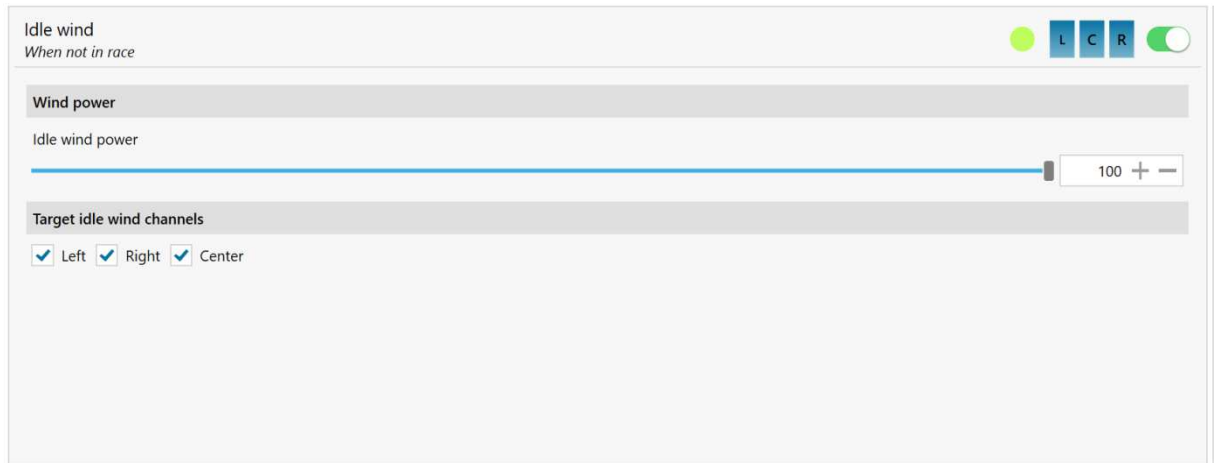 Idle wind
When not in race
L C R
Wind power
Idle wind power
100
Target idle wind channels
Left Right Center